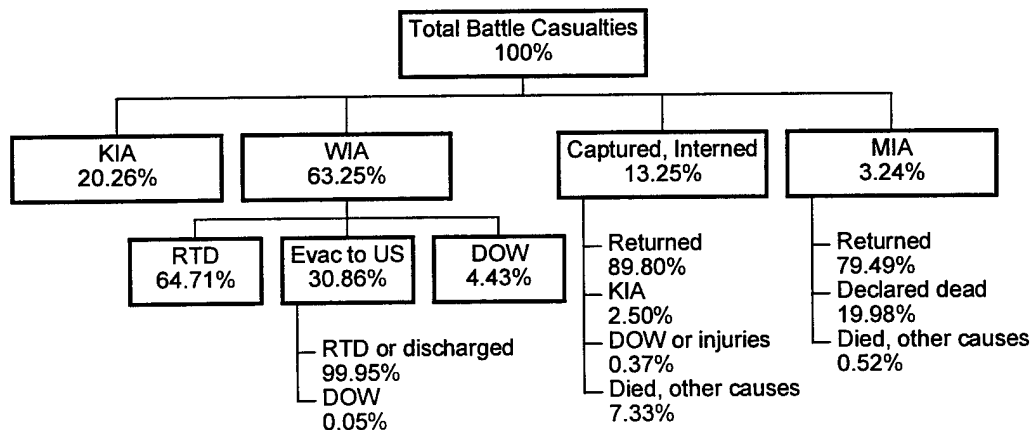 Total Battle Casualties
100%
KIA
20.26%
WIA
63.25%
Captured, Interned
13.25%
MIA
3.24%
RTD
64.71%
Evac to US
30.86%
DOW
4.43%
RTD or discharged
99.95%
DOW
0.05%
Returned
89.80%
KIA
2.50%
DOW or injuries
0.37%
Died, other causes
7.33%
Returned
79.49%
Declared dead
19.98%
Died, other causes
0.52%